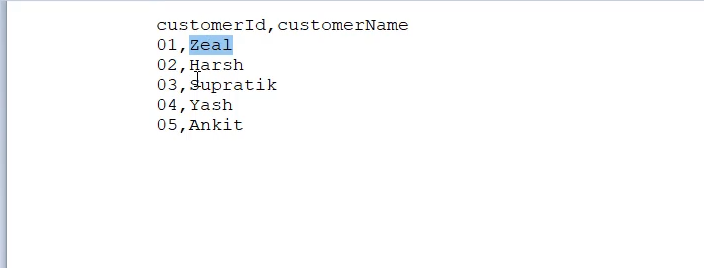 customerId,customerName
01,Zeal
02,Harsh
03,Supratik
04,Yash
05,Ankit